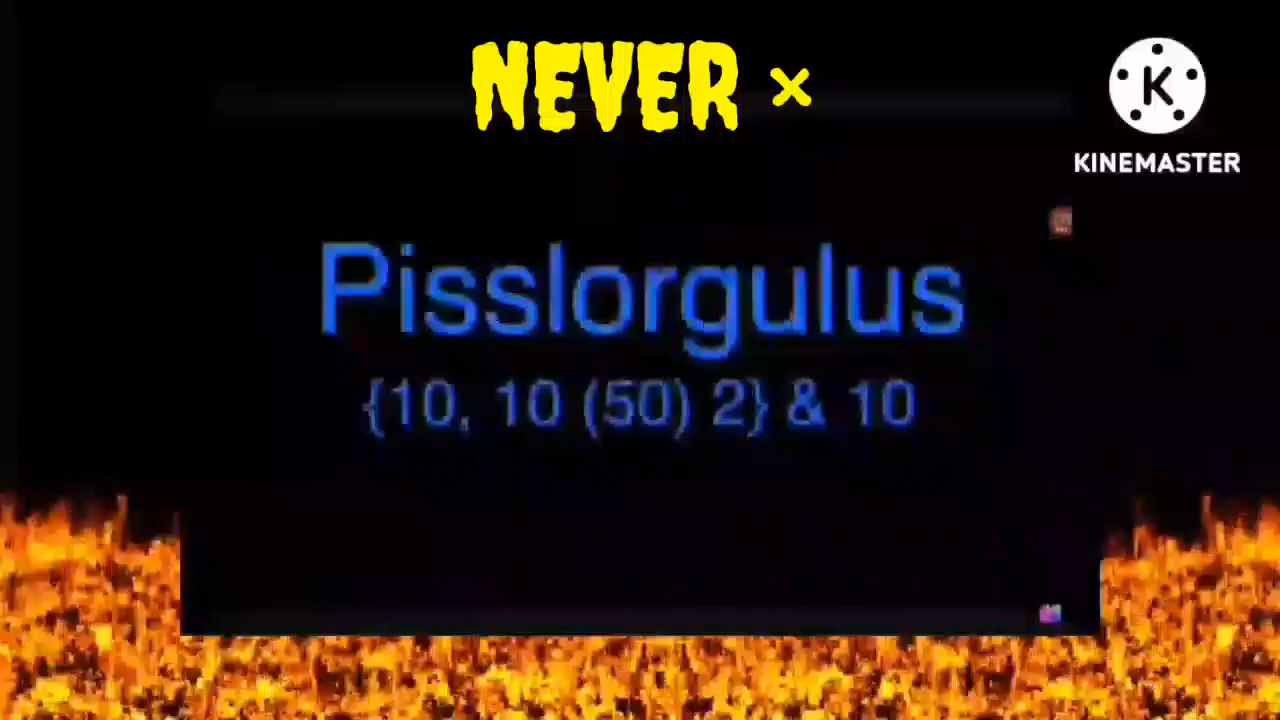 NEVER ×
K
KINEMASTER
Pisslorgulus
{10, 10 (50) 2} & 10